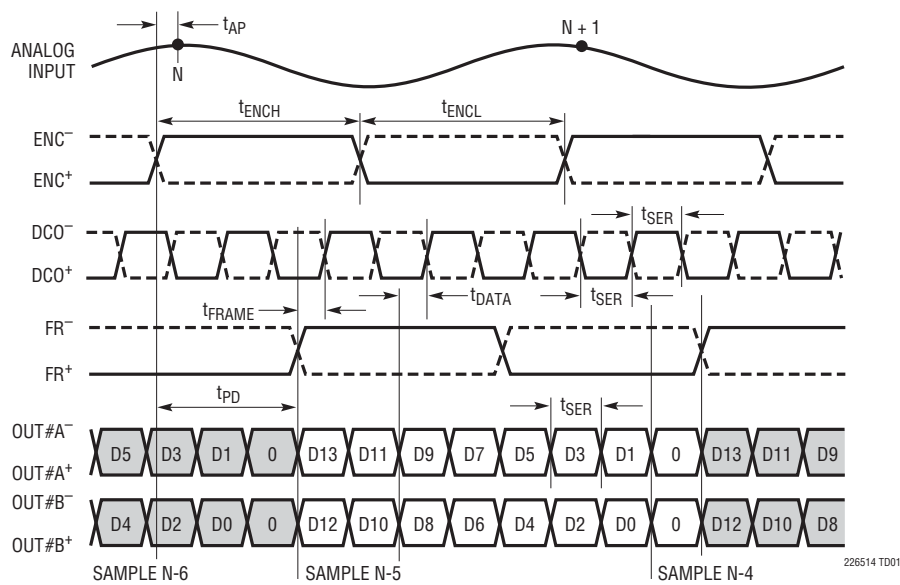 tAP
ANALOG INPUT
N
N + 1
tENCH
tENCL
ENC–
ENC+
DCO–
DCO+
tSER
tFRAME
tDATA
tSER
FR–
FR+
tPD
tSER
OUT#A–
OUT#A+
D5 D3 D1 0 D13 D11 D9 D7 D5 D3 D1 0 D13 D11 D9
OUT#B–
OUT#B+
D4 D2 D0 0 D12 D10 D8 D6 D4 D2 D0 0 D12 D10 D8
SAMPLE N-6
SAMPLE N-5
SAMPLE N-4
226514 TD01